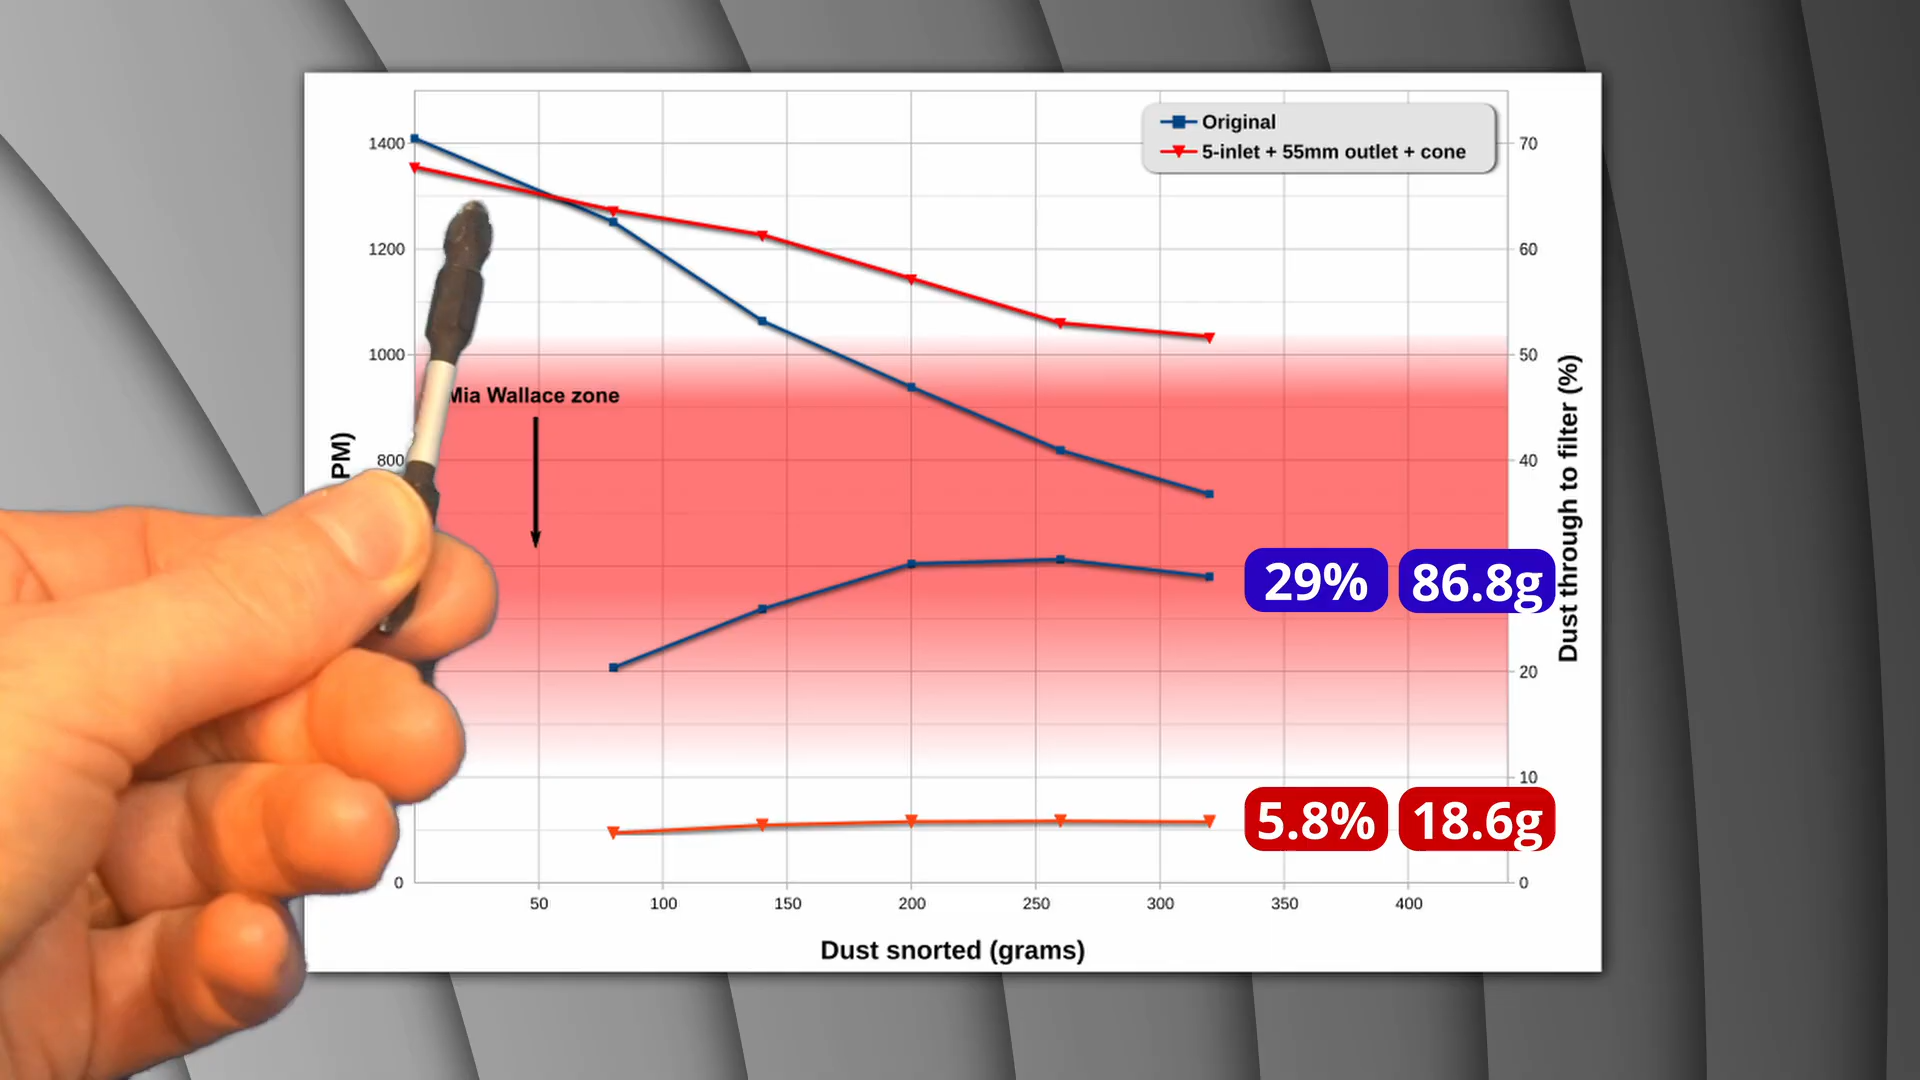 Original
5-inlet + 55mm outlet + cone
1400
1200
1000
800
0
70
60
50
40
20
10
0
Mia Wallace zone
PM)
Dust through to filter (%)
29% 86.8g
5.8% 18.6g
50 100 150 200 250 300 350 400
Dust snorted (grams)